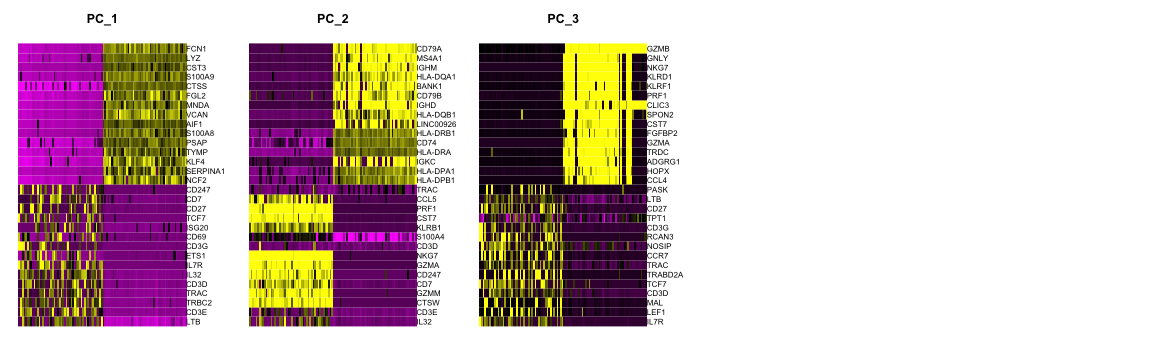 PC_1
FCN1
LYZ
CST3
S100A9
CTSS
FGL2
MNDA
VCAN
AIF1
S100A8
PSAP
TYMP
KLF4
SERPINA1
NCF2
CD247
CD7
CD27
TCF7
ISG20
CD69
CD3G
ETS1
IL7R
IL32
CD3D
TRAC
TRBC2
CD3E
LTB
PC_2
CD79A
MS4A1
IGHM
HLA-DQA1
BANK1
CD79B
IGHD
HLA-DQB1
LINC00926
HLA-DRB1
CD74
HLA-DRA
IGKC
HLA-DPA1
HLA-DPB1
TRAC
CCL5
PRF1
CST7
KLRB1
S100A4
CD3D
NKG7
GZMA
CD247
CD7
GZMM
CTSW
CD3E
IL32
PC_3
GZMB
GNLY
NKG7
KLRD1
KLRF1
PRF1
CLIC3
SPON2
CST7
FGFBP2
GZMA
TRDC
ADGRG1
HOPX
CCL4
PASK
LTB
CD27
TPT1
CD3G
RCAN3
NOSIP
CCR7
TRAC
TRABD2A
TCF7
CD3D
MAL
LEF1
IL7R